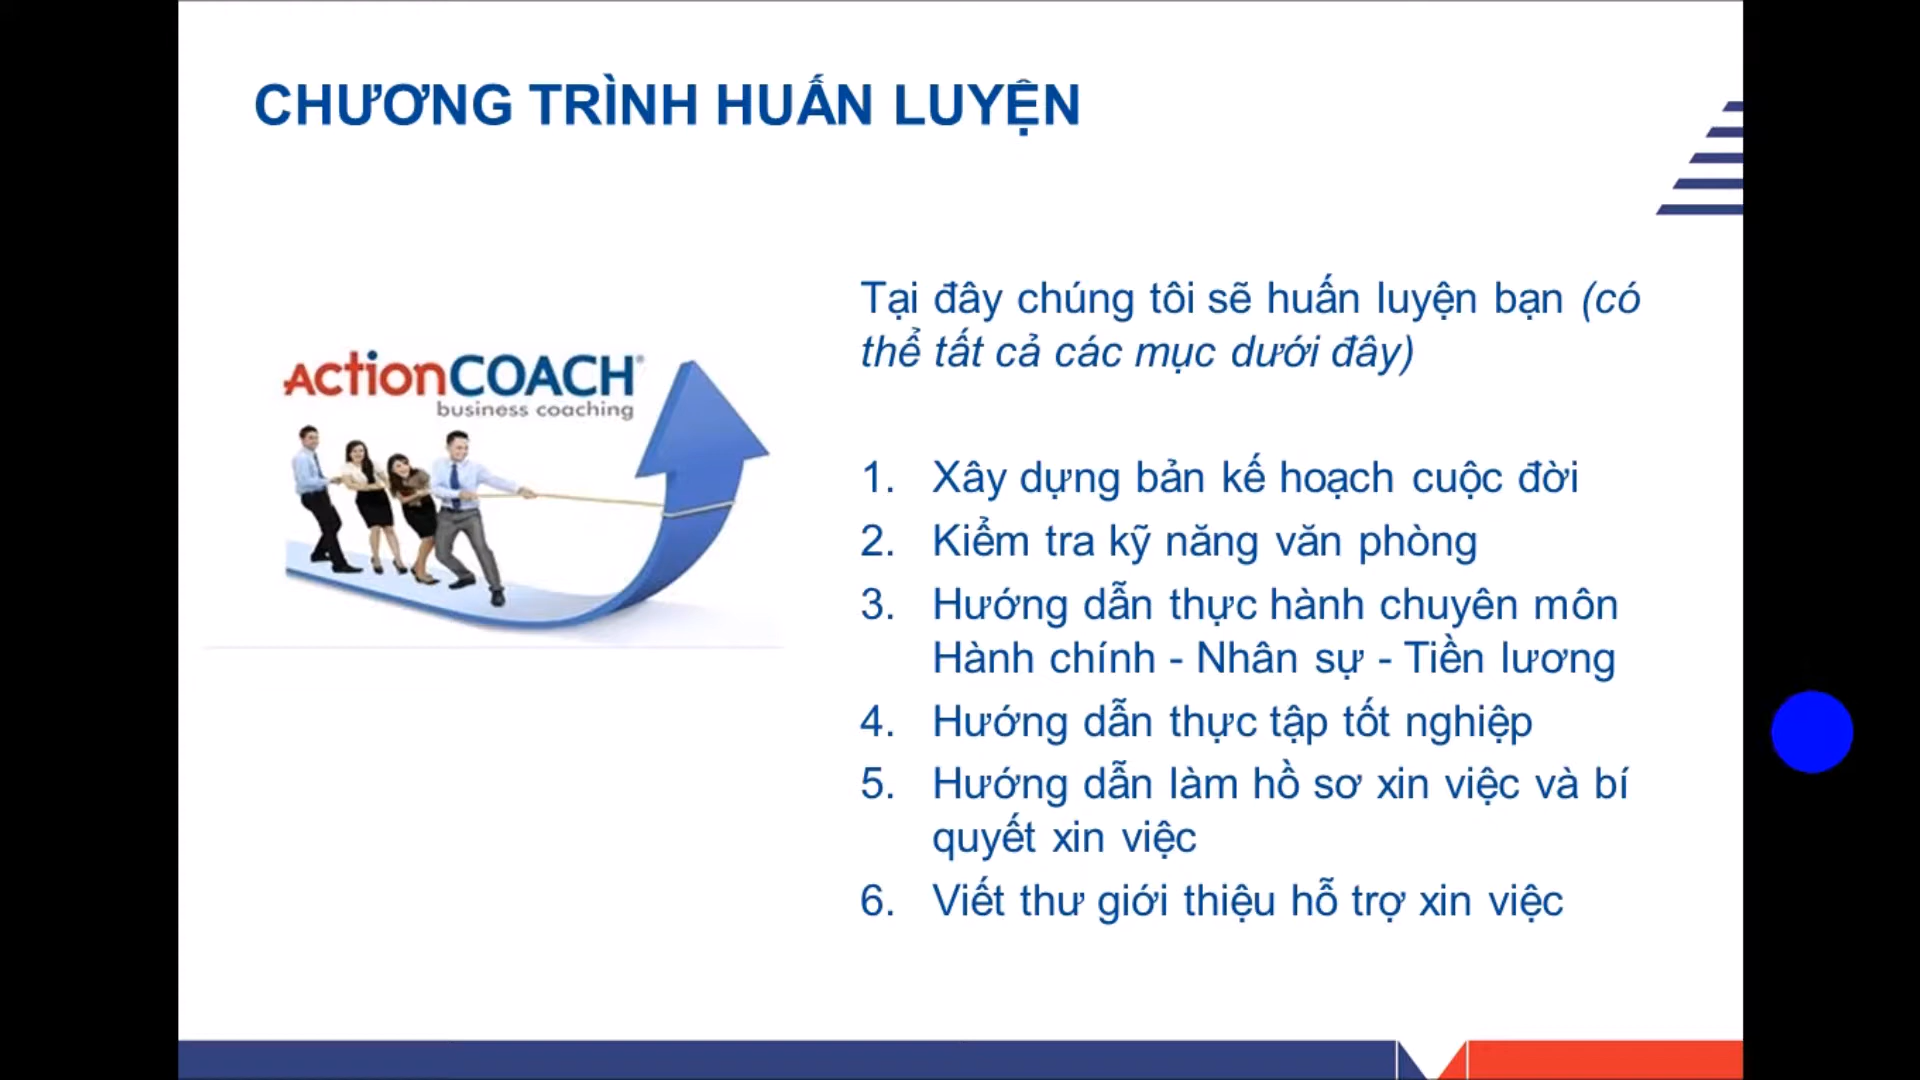 CHƯƠNG TRÌNH HUẤN LUYỆN
ActionCOACH®
business coaching
Tại đây chúng tôi sẽ huấn luyện bạn (có
thể tất cả các mục dưới đây)
1. Xây dựng bản kế hoạch cuộc đời
2. Kiểm tra kỹ năng văn phòng
3. Hướng dẫn thực hành chuyên môn
Hành chính - Nhân sự - Tiền lương
4. Hướng dẫn thực tập tốt nghiệp
5. Hướng dẫn làm hồ sơ xin việc và bí
quyết xin việc
6. Viết thư giới thiệu hỗ trợ xin việc